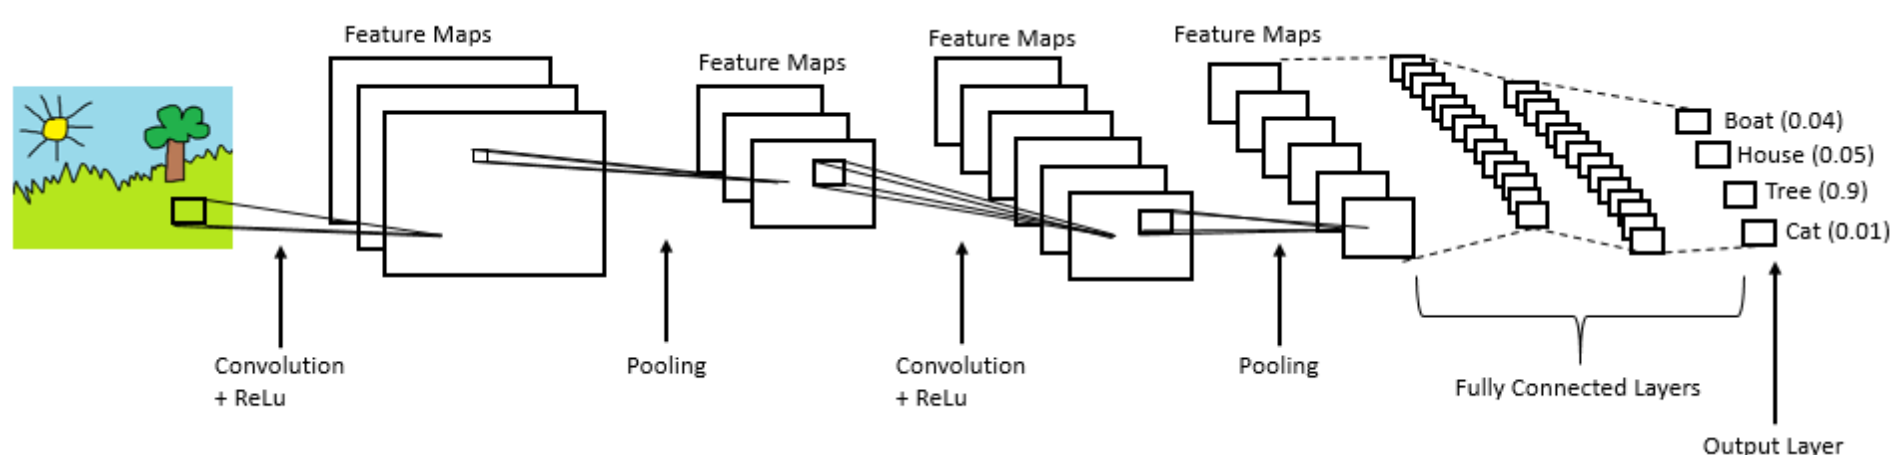 Feature Maps
Feature Maps
Feature Maps
Feature Maps
Boat (0.04)
House (0.05)
Tree (0.9)
Cat (0.01)
Convolution
+ ReLu
Pooling
Convolution
+ ReLu
Pooling
Fully Connected Layers
Output Layer